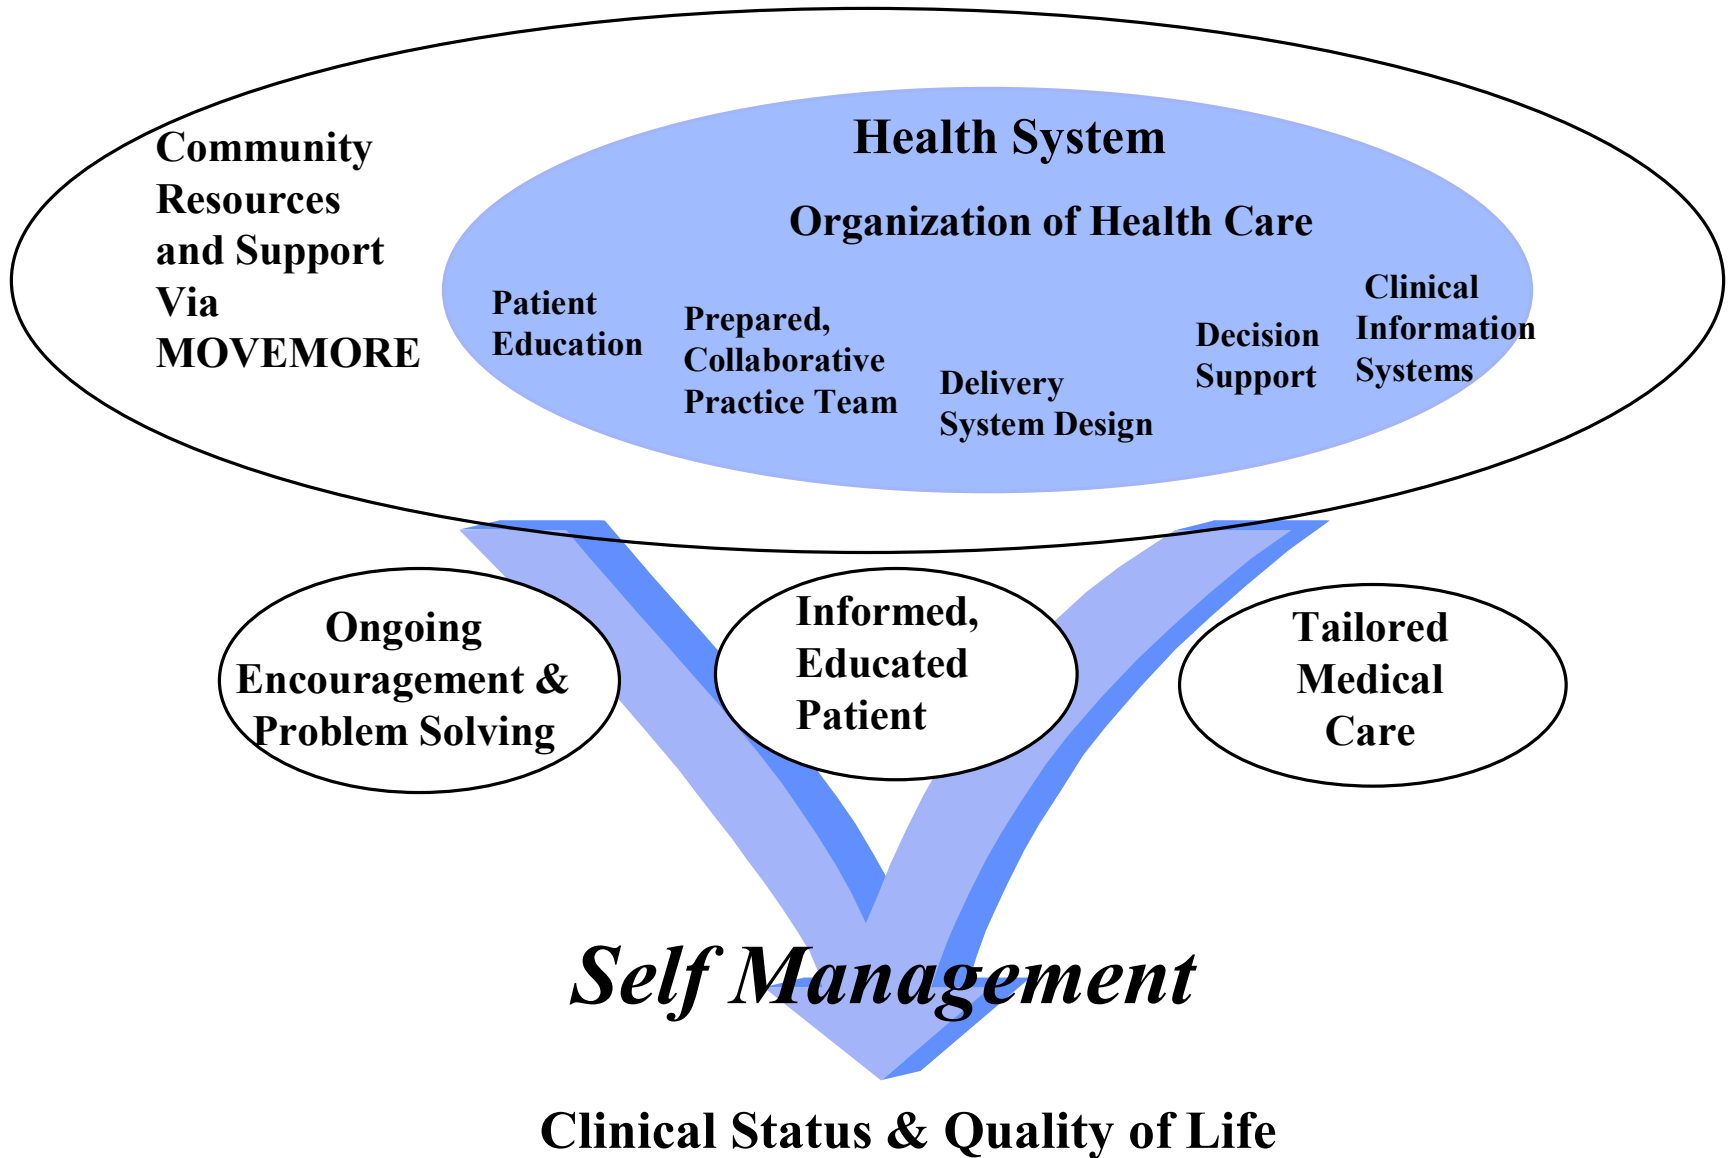 Community
Resources
and Support
Via
MOVEMORE
Health System
Organization of Health Care
Patient
Education
Prepared,
Collaborative
Practice Team
Delivery
System Design
Decision
Support
Clinical
Information
Systems
Ongoing
Encouragement &
Problem Solving
Informed,
Educated
Patient
Tailored
Medical
Care
Self Management
Clinical Status & Quality of Life